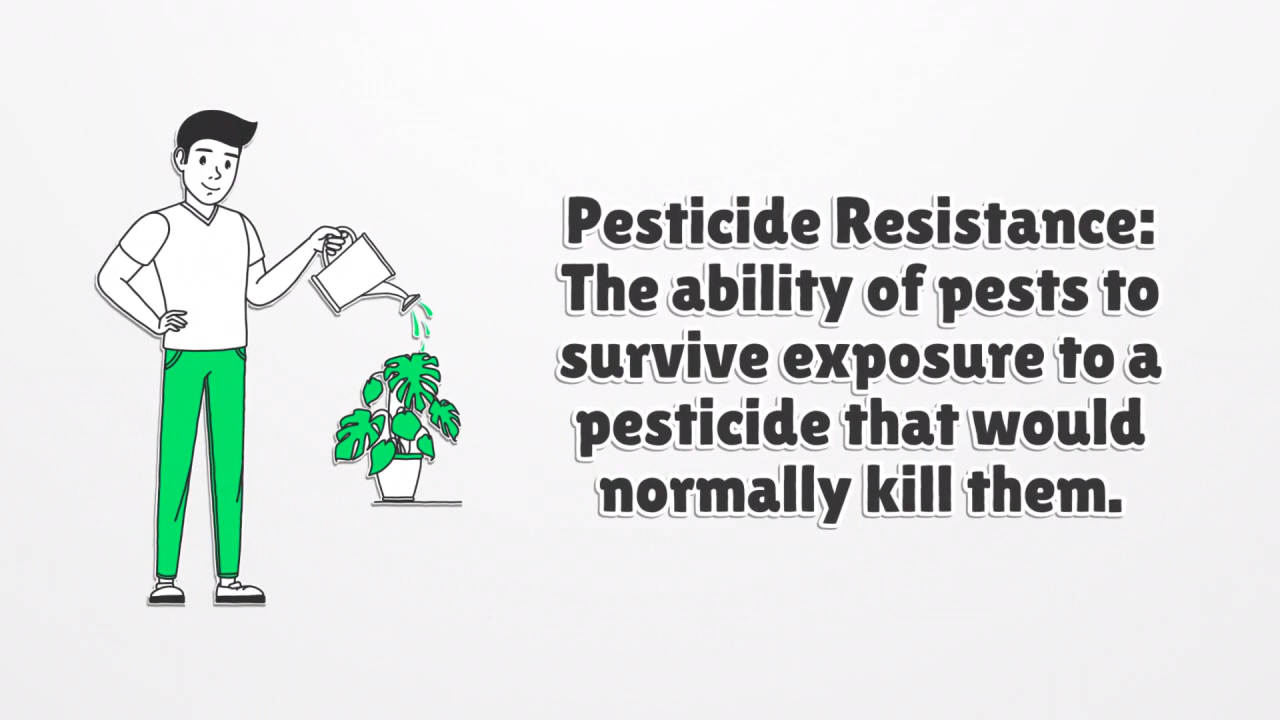 Pesticide Resistance:
The ability of pests to
survive exposure to a
pesticide that would
normally kill them.